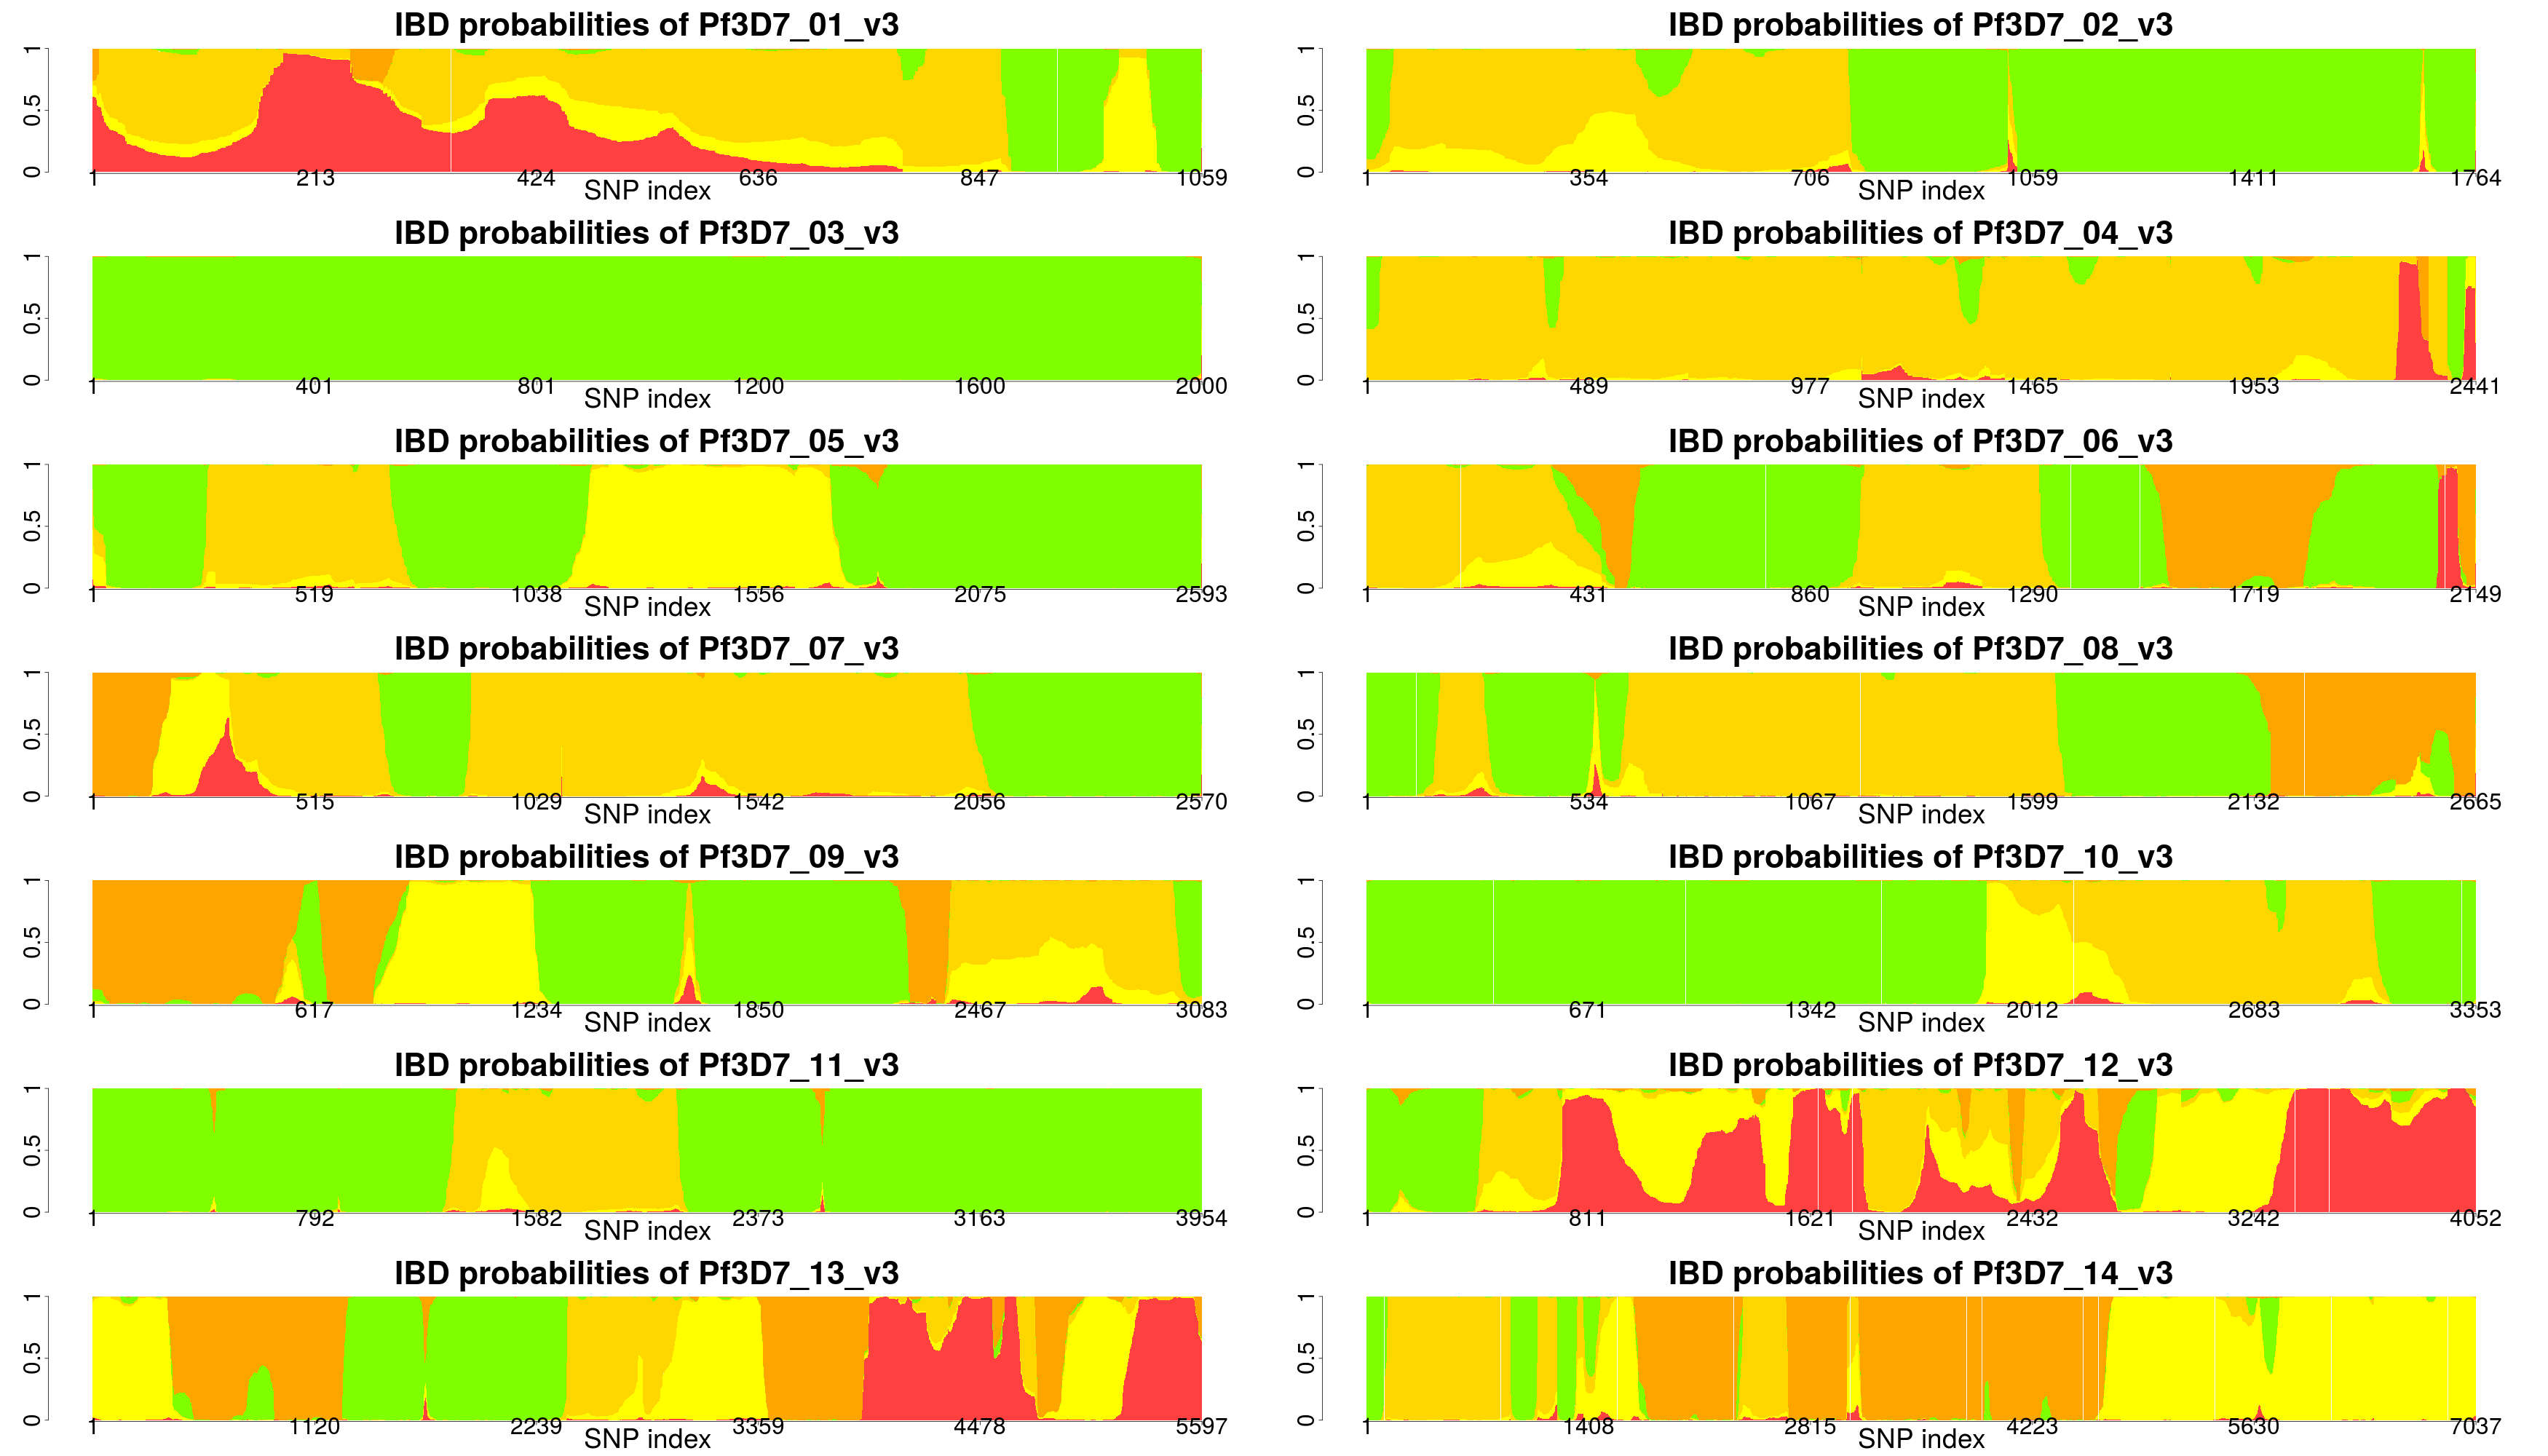 IBD probabilities of Pf3D7_01_v3
0 0.5 1
1 213 424 636 847 1059
SNP index
IBD probabilities of Pf3D7_02_v3
0 0.5 1
1 354 706 1059 1411 1764
SNP index
IBD probabilities of Pf3D7_03_v3
0 0.5 1
1 401 801 1200 1600 2000
SNP index
IBD probabilities of Pf3D7_04_v3
0 0.5 1
1 489 977 1465 1953 2441
SNP index
IBD probabilities of Pf3D7_05_v3
0 0.5 1
1 519 1038 1556 2075 2593
SNP index
IBD probabilities of Pf3D7_06_v3
0 0.5 1
1 431 860 1290 1719 2149
SNP index
IBD probabilities of Pf3D7_07_v3
0 0.5 1
1 515 1029 1542 2056 2570
SNP index
IBD probabilities of Pf3D7_08_v3
0 0.5 1
1 534 1067 1599 2132 2665
SNP index
IBD probabilities of Pf3D7_09_v3
0 0.5 1
1 617 1234 1850 2467 3083
SNP index
IBD probabilities of Pf3D7_10_v3
0 0.5 1
1 671 1342 2012 2683 3353
SNP index
IBD probabilities of Pf3D7_11_v3
0 0.5 1
1 792 1582 2373 3163 3954
SNP index
IBD probabilities of Pf3D7_12_v3
0 0.5 1
1 811 1621 2432 3242 4052
SNP index
IBD probabilities of Pf3D7_13_v3
0 0.5 1
1 1120 2239 3359 4478 5597
SNP index
IBD probabilities of Pf3D7_14_v3
0 0.5 1
1 1408 2815 4223 5630 7037
SNP index